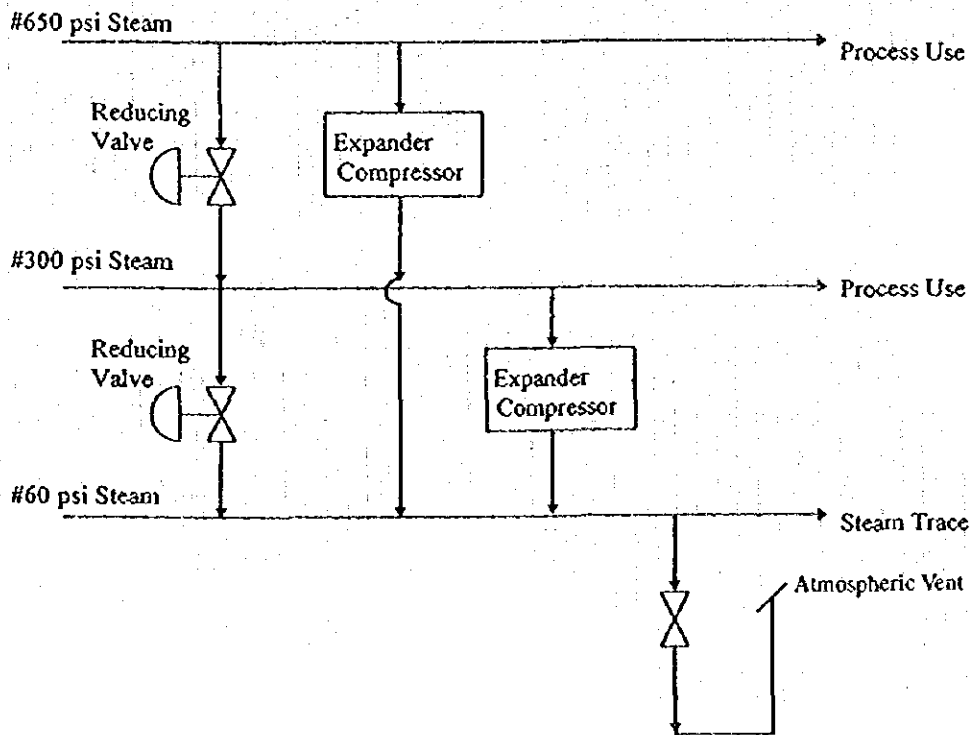 #650 psi Steam
Process Use
Reducing
Valve
Expander
Compressor
#300 psi Steam
Process Use
Reducing
Valve
Expander
Compressor
#60 psi Steam
Steam Trace
Atmospheric Vent